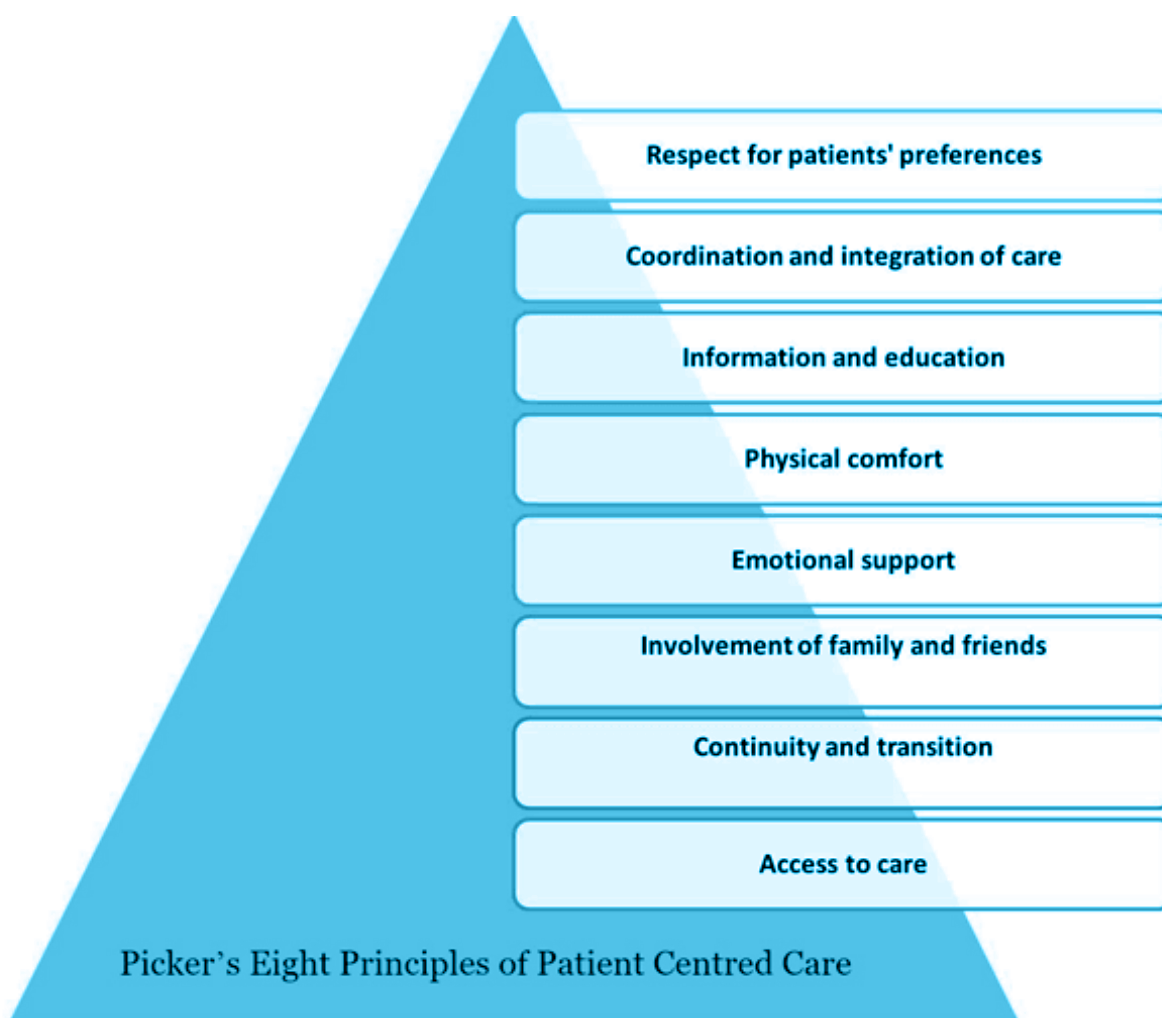 Respect for patients' preferences
Coordination and integration of care
Information and education
Physical comfort
Emotional support
Involvement of family and friends
Continuity and transition
Access to care
Picker’s Eight Principles of Patient Centred Care